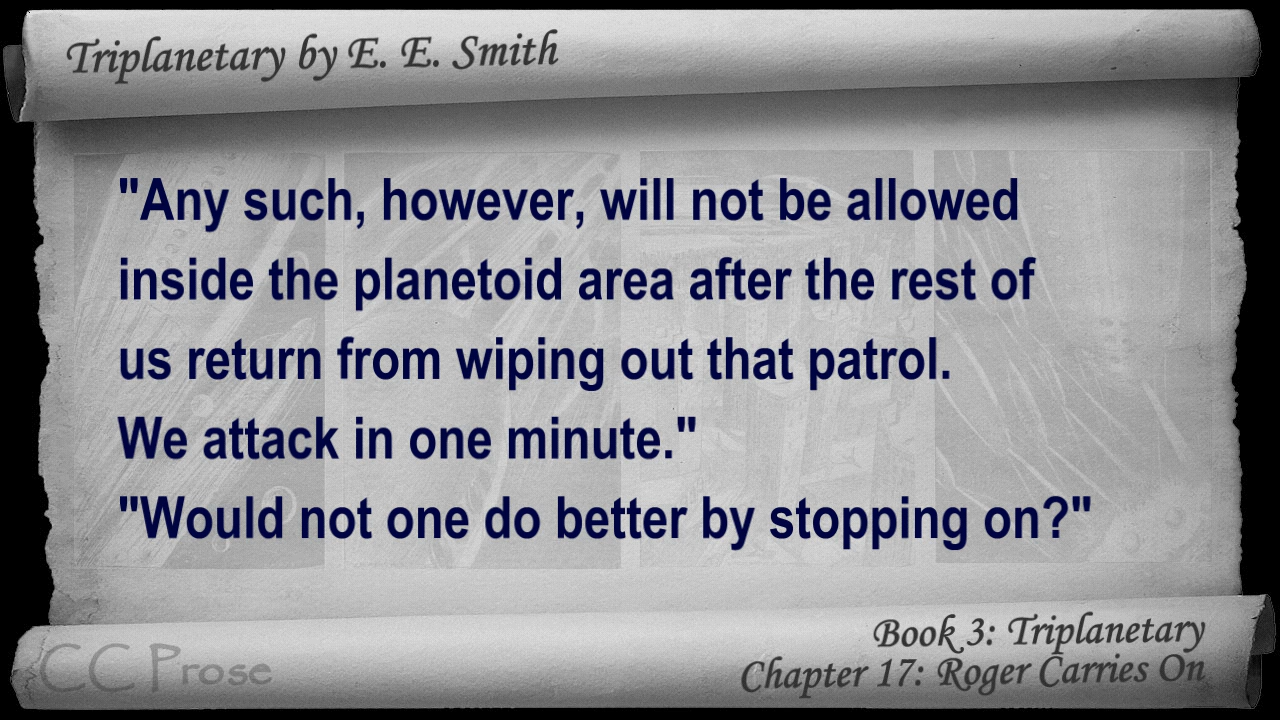 Triplanetary by E. E. Smith
"Any such, however, will not be allowed
inside the planetoid area after the rest of
us return from wiping out that patrol.
We attack in one minute."
"Would not one do better by stopping on?"
Book 3: Triplanetary
Chapter 17: Roger Carries On
CC Prose